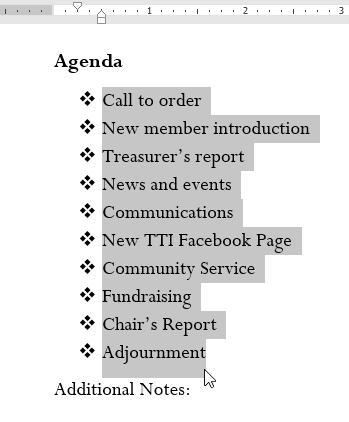 1 2 3
Agenda
❖ Call to order
❖ New member introduction
❖ Treasurer’s report
❖ News and events
❖ Communications
❖ New TTI Facebook Page
❖ Community Service
❖ Fundraising
❖ Chair’s Report
❖ Adjournment
Additional Notes: